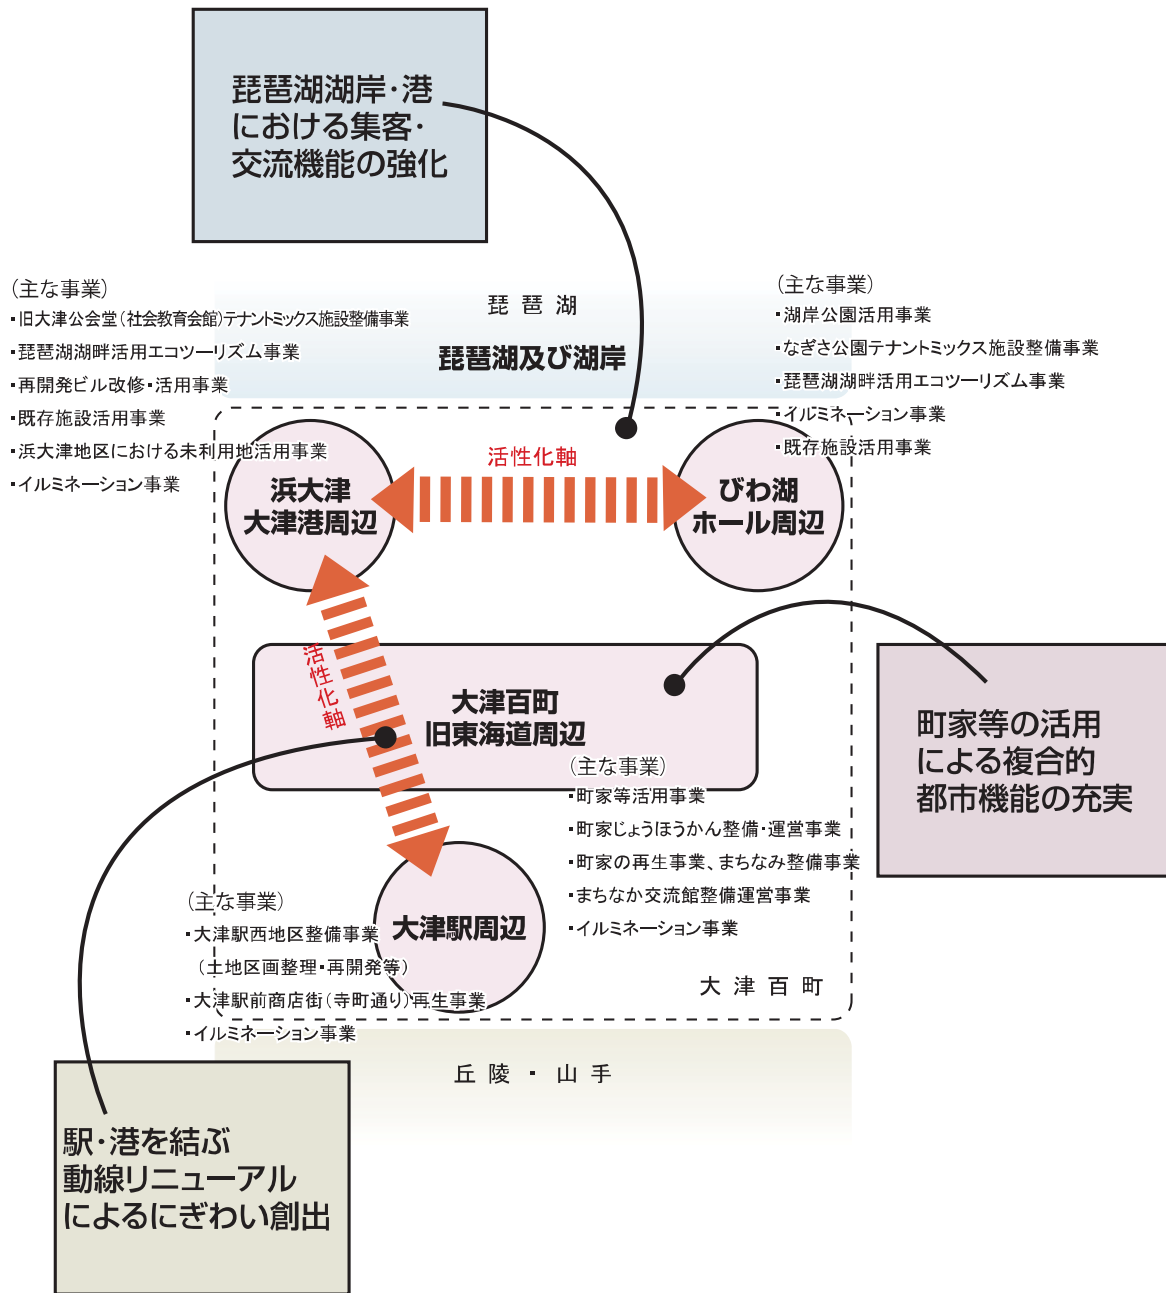 琵琶湖湖岸・港
における集客・
交流機能の強化
（主な事業）
・旧大津公会堂（社会教育会館）テナントミックス施設整備事業
・琵琶湖湖畔活用エコツーリズム事業
・再開発ビル改修・活用事業
・既存施設活用事業
・浜大津地区における未利用地活用事業
・イルミネーション事業
琵琶湖
琵琶湖及び湖岸
（主な事業）
・湖岸公園活用事業
・なぎさ公園テナントミックス施設整備事業
・琵琶湖湖畔活用エコツーリズム事業
・イルミネーション事業
・既存施設活用事業
浜大津
大津港周辺
活性化軸
びわ湖
ホール周辺
活性化軸
大津百町
旧東海道周辺
町家等の活用
による複合的
都市機能の充実
（主な事業）
・町家等活用事業
・町家じょうほうかん整備・運営事業
・町家の再生事業、まちなみ整備事業
・まちなか交流館整備運営事業
・イルミネーション事業
（主な事業）
・大津駅西地区整備事業
（土地区画整理・再開発等）
・大津駅前商店街（寺町通り）再生事業
・イルミネーション事業
大津駅周辺
大津百町
丘陵・山手
駅・港を結ぶ
動線リニューアル
によるにぎわい創出